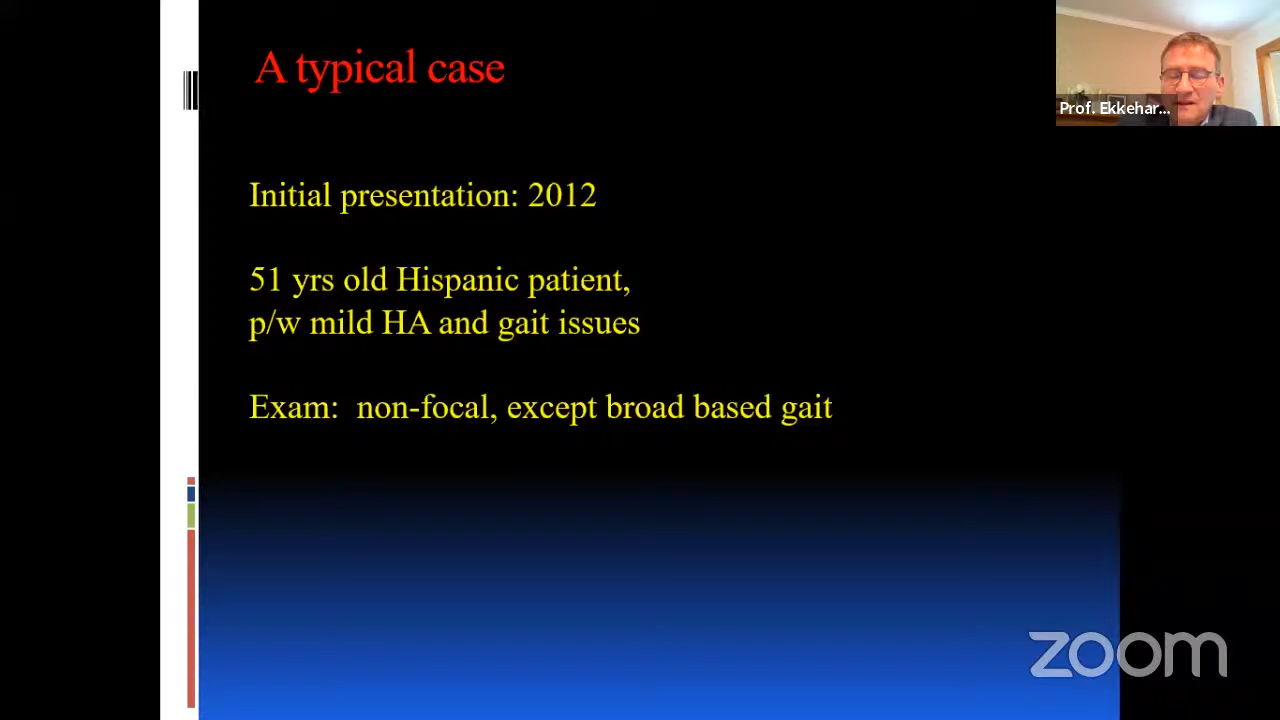 A typical case
Prof. Ekkehar...
Initial presentation: 2012
51 yrs old Hispanic patient,
p/w mild HA and gait issues
Exam: non-focal, except broad based gait
zoom